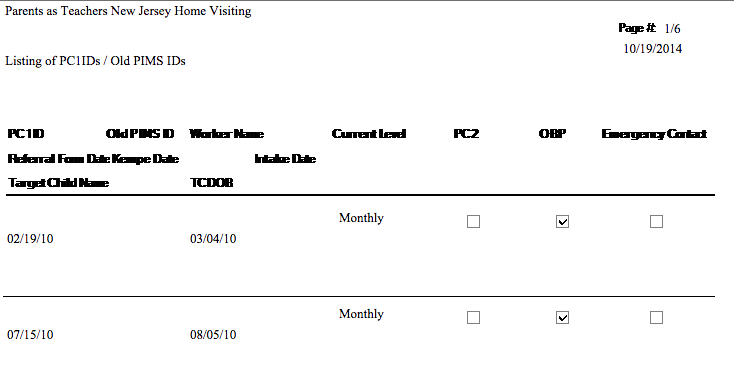 Parents as Teachers New Jersey Home Visiting
Page #: 1/6
10/19/2014
Listing of PC1IDs / Old PIMS IDs
PC1ID Old PIMS ID Worker Name Current Level PC2 OBP Emergency Contact
Referral Form Date Kempe Date Intake Date
Target Child Name TCDOB
Monthly
02/19/10 03/04/10
Monthly
07/15/10 08/05/10